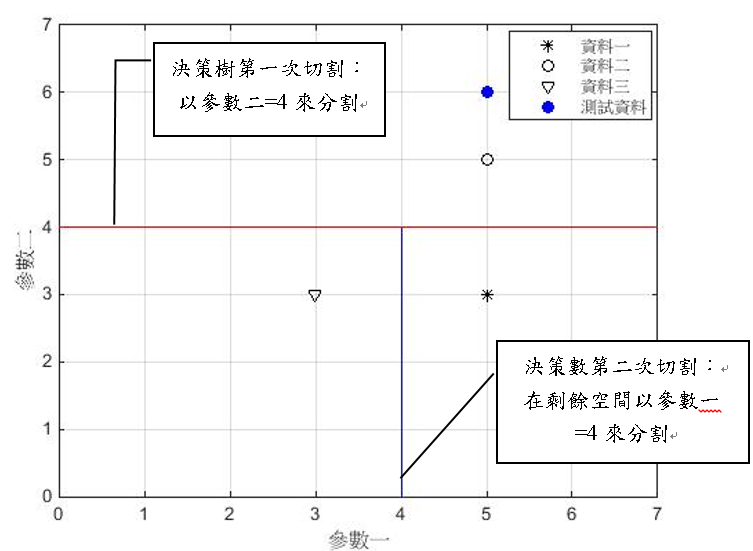 7
6
5
4
3
2
1
0
參數二
決策樹第一次切割：
以參數二=4 來分割
資料一
資料二
資料三
測試資料
決策數第二次切割：
在剩餘空間以參數一
=4 來分割
0 1 2 3 4 5 6 7
參數一